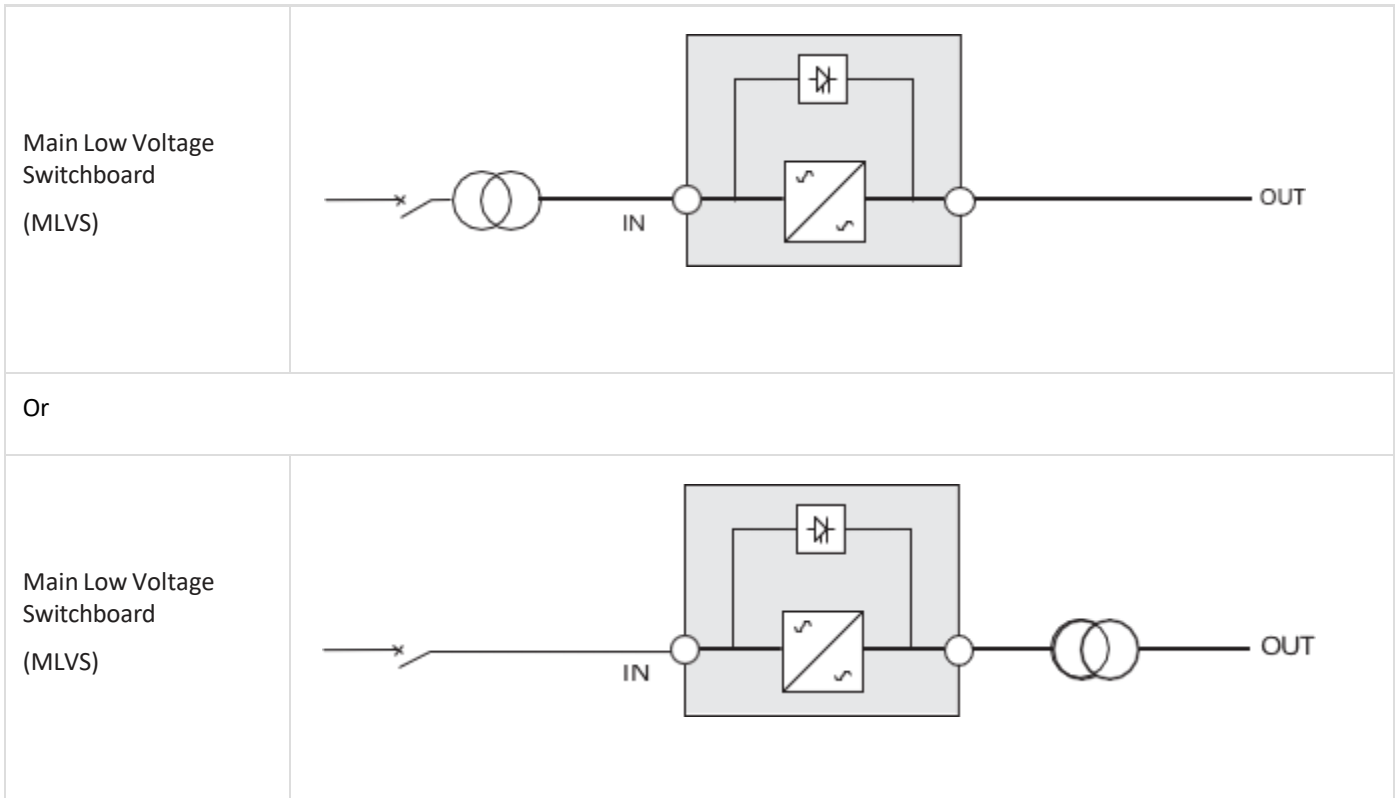 Main Low Voltage
Switchboard
(MLVS)
IN
OUT
Or
Main Low Voltage
Switchboard
(MLVS)
IN
OUT